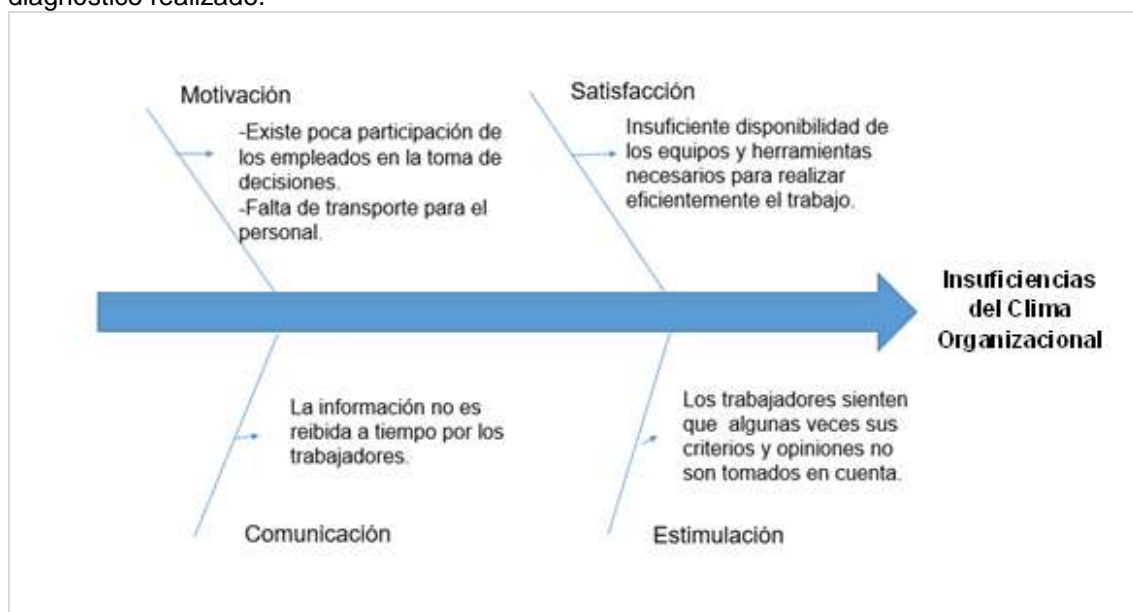 diagnóstico realizado.
Motivación
-Existe poca participación de
los empleados en la toma de
decisiones.
-Falta de transporte para el
personal.
Satisfacción
Insuficiente disponibilidad de
los equipos y herramientas
necesarios para realizar
eficientemente el trabajo.
Insuficiencias
del Clima
Organizacional
La información no es
reibida a tiempo por los
trabajadores.
Comunicación
Los trabajadores sienten
que algunas veces sus
criterios y opiniones no
son tomados en cuenta.
Estimulación